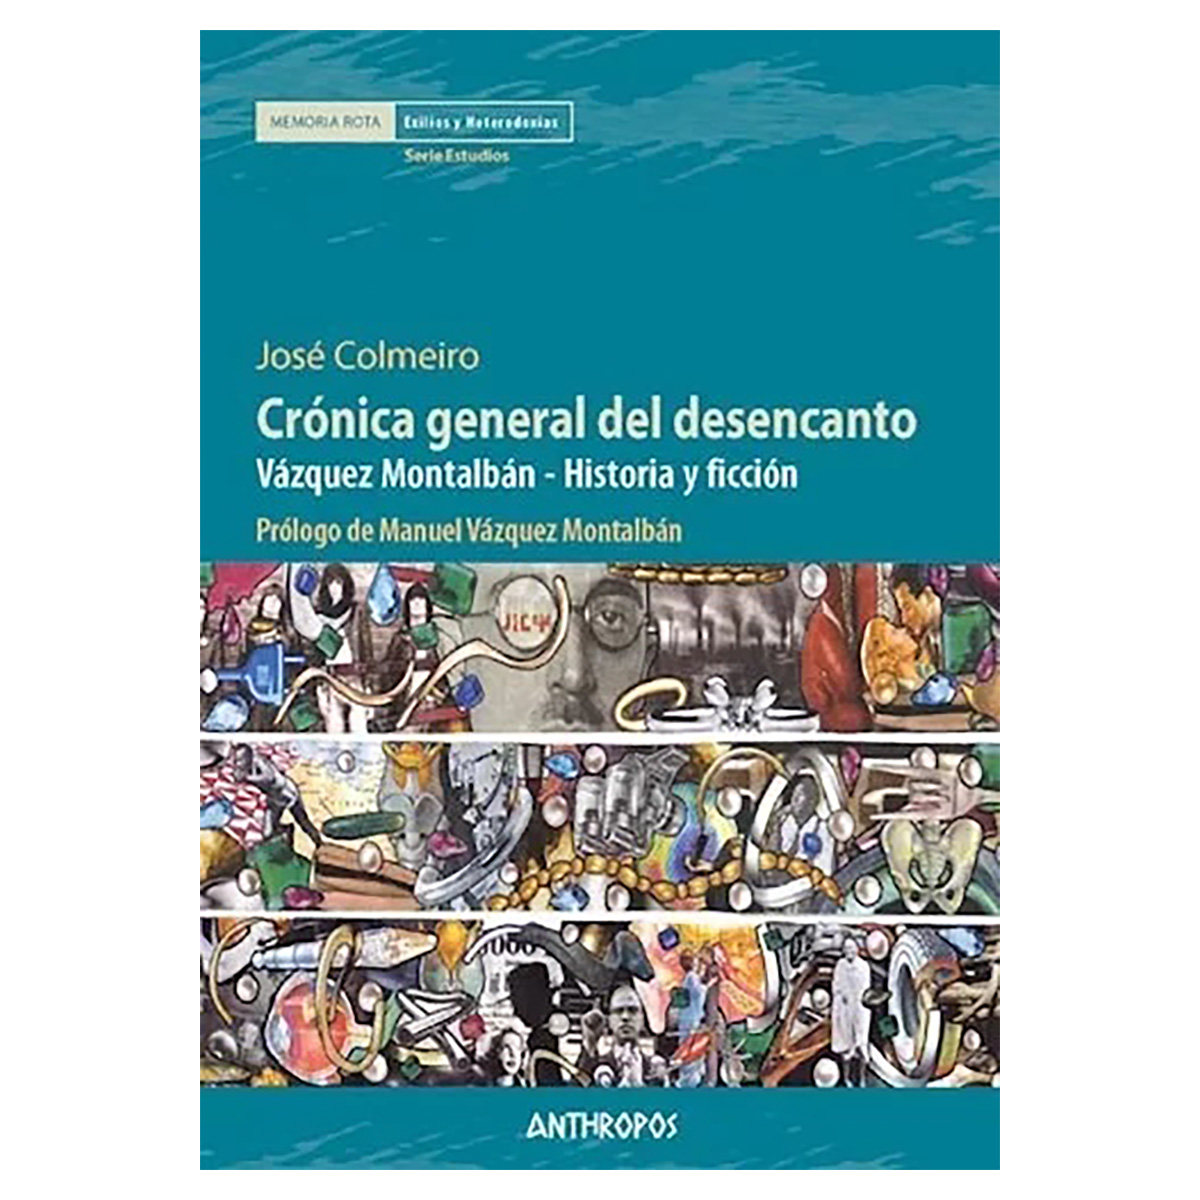 MEMORIA ROTA Exilios y Heterodoxias
Serie Estudios
José Colmeiro
Crónica general del desencanto
Vázquez Montalbán - Historia y ficción
Prólogo de Manuel Vázquez Montalbán
ANTHROPOS